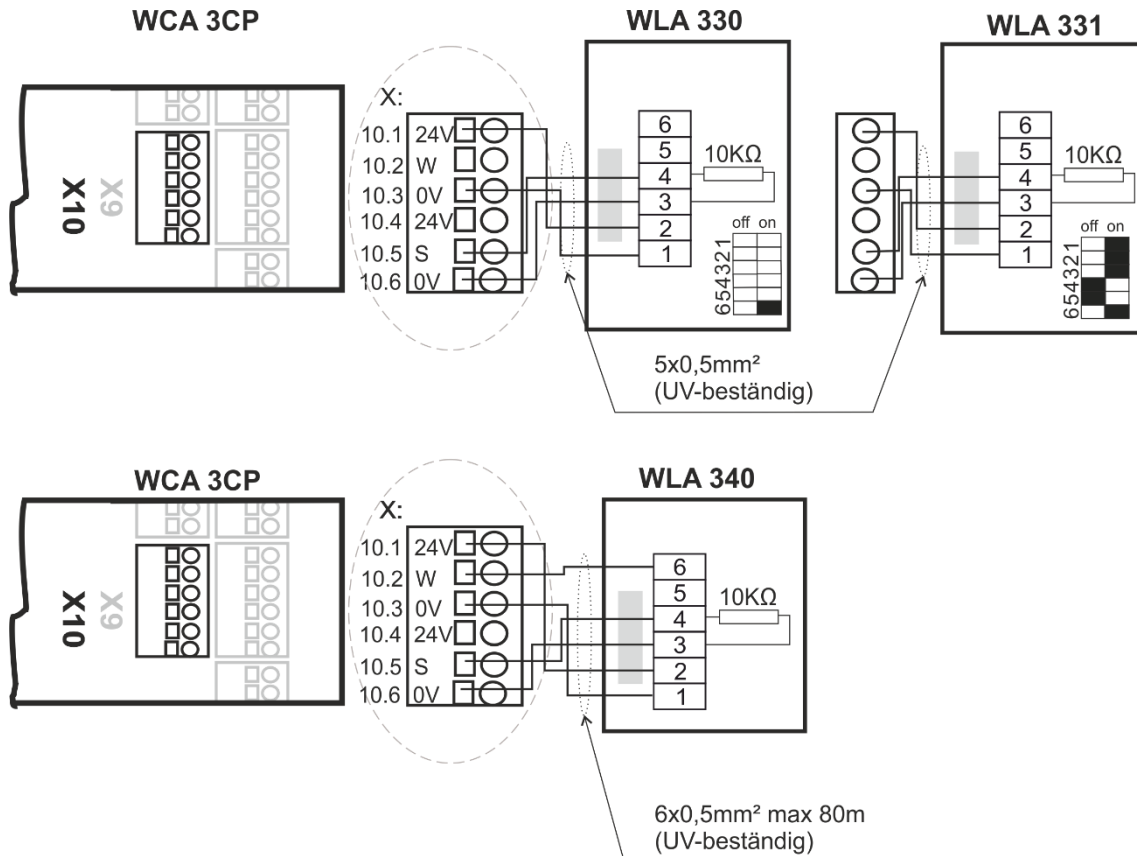 WCA 3CP
WLA 330
WLA 331
X10
X9
X:
10.1 24V
10.2 W
10.3 0V
10.4 24V
10.5 S
10.6 0V
6
5
4
3
2
1
10KΩ
off on
654321
6
5
4
3
2
1
10KΩ
off on
654321
5x0,5mm²
(UV-beständig)
WCA 3CP
WLA 340
X10
X9
X:
10.1 24V
10.2 W
10.3 0V
10.4 24V
10.5 S
10.6 0V
6
5
4
3
2
1
10KΩ
6x0,5mm² max 80m
(UV-beständig)